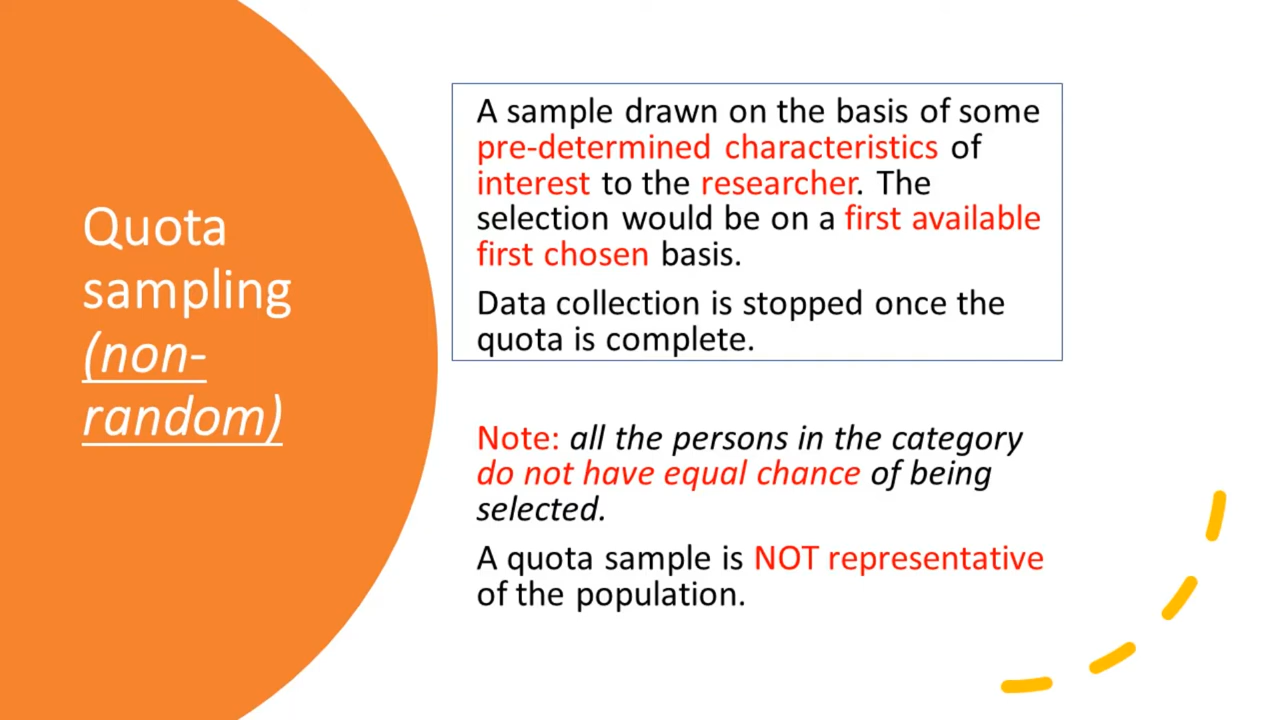 Quota
sampling
(non-
random)
A sample drawn on the basis of some
pre-determined characteristics of
interest to the researcher. The
selection would be on a first available
first chosen basis.
Data collection is stopped once the
quota is complete.
Note: all the persons in the category
do not have equal chance of being
selected.
A quota sample is NOT representative
of the population.